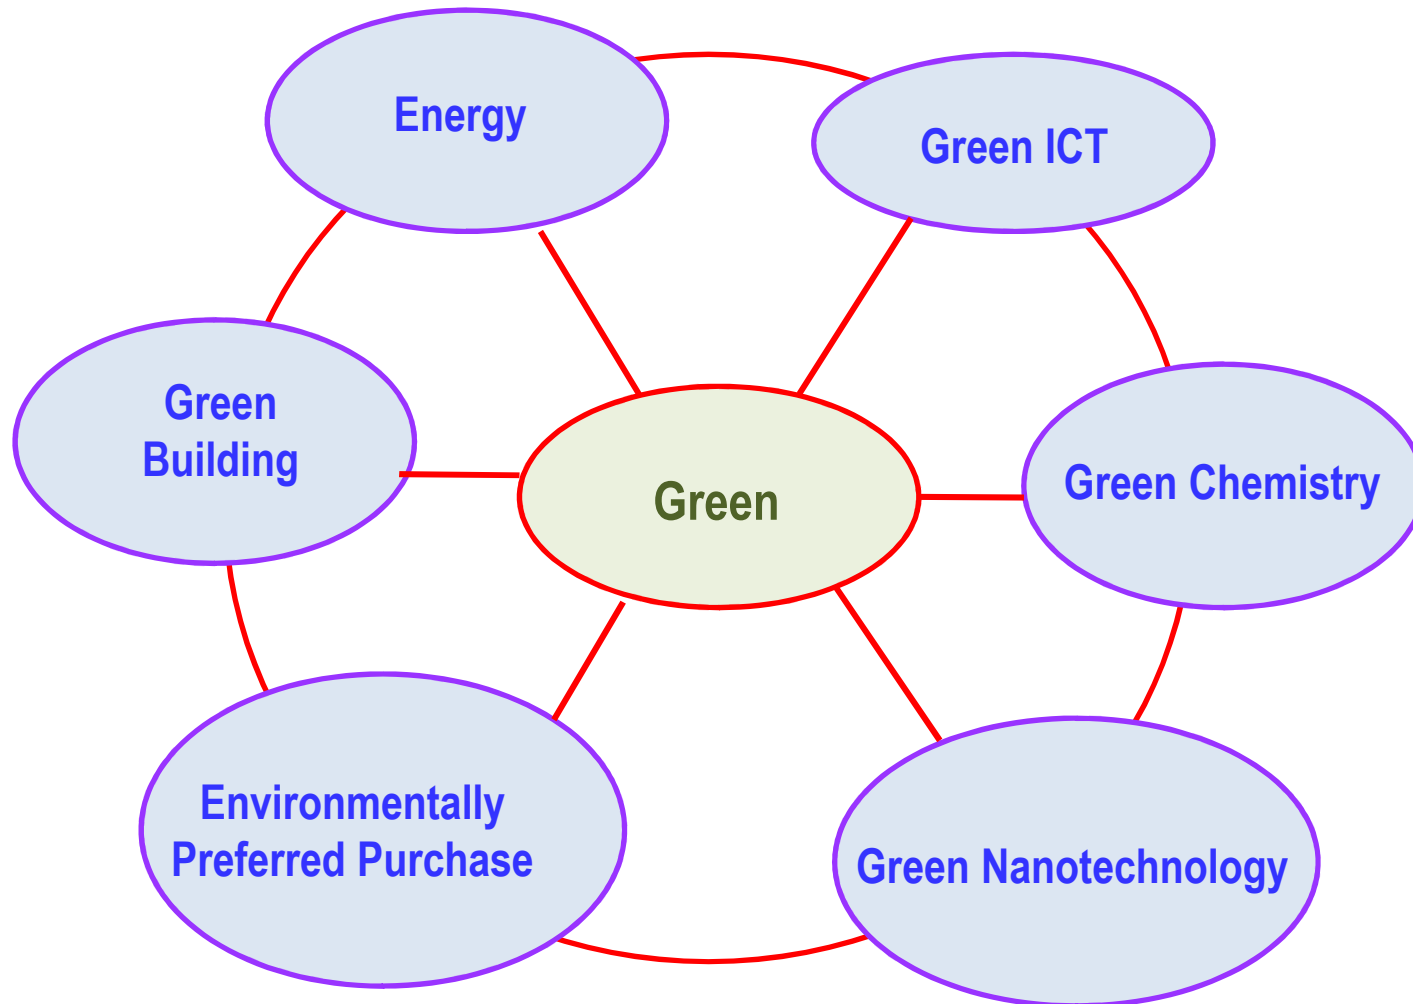 Energy
Green ICT
Green
Building
Green
Green Chemistry
Environmentally
Preferred Purchase
Green Nanotechnology